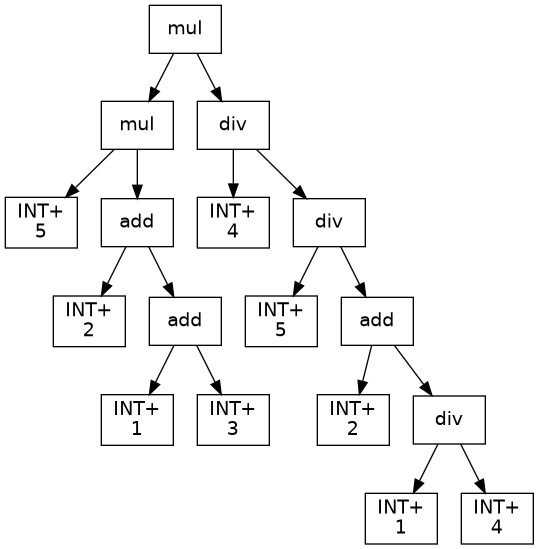 mul
mul
div
INT+
5
add
INT+
4
div
INT+
2
add
INT+
5
add
INT+
1
INT+
3
INT+
2
div
INT+
1
INT+
4